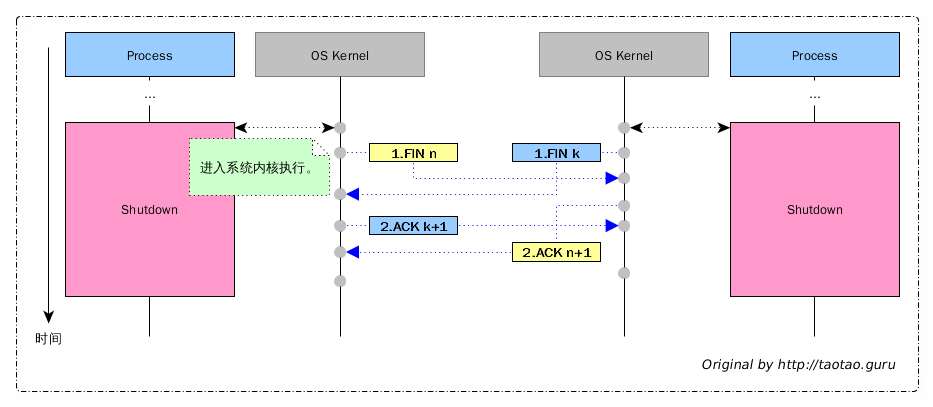 Process
OS Kernel
OS Kernel
Process
...
...
1.FIN n
1.FIN k
进入系统内核执行。
Shutdown
Shutdown
2.ACK k+1
2.ACK n+1
时间
Original by http://taotao.guru